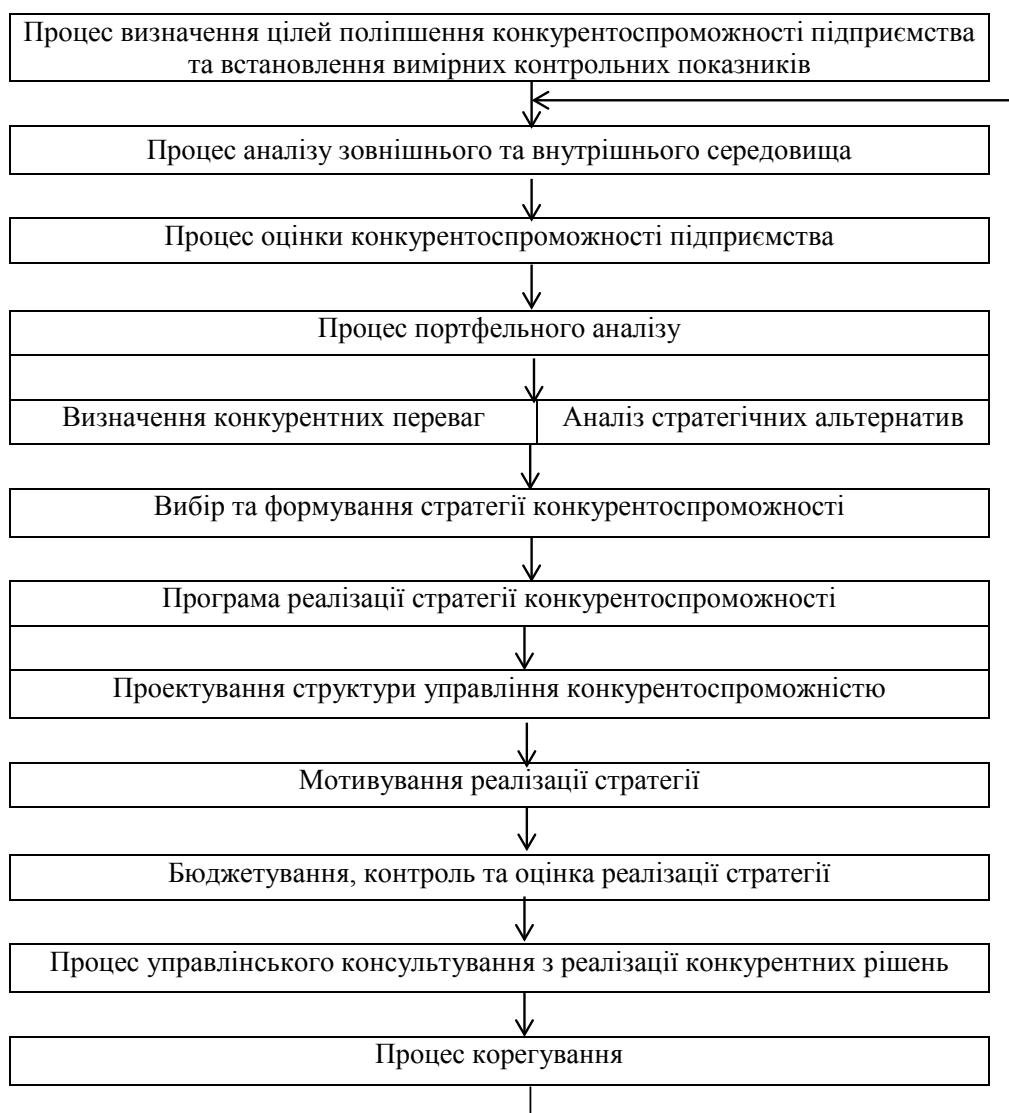 Процес визначення цілей поліпшення конкурентоспроможності підприємства
та встановлення вимірних контрольних показників
Процес аналізу зовнішнього та внутрішнього середовища
Процес оцінки конкурентоспроможності підприємства
Процес портфельного аналізу
Визначення конкурентних переваг
Аналіз стратегічних альтернатив
Вибір та формування стратегії конкурентоспроможності
Програма реалізації стратегії конкурентоспроможності
Проектування структури управління конкурентоспроможністю
Мотивування реалізації стратегії
Бюджетування, контроль та оцінка реалізації стратегії
Процес управлінського консультування з реалізації конкурентних рішень
Процес корегування